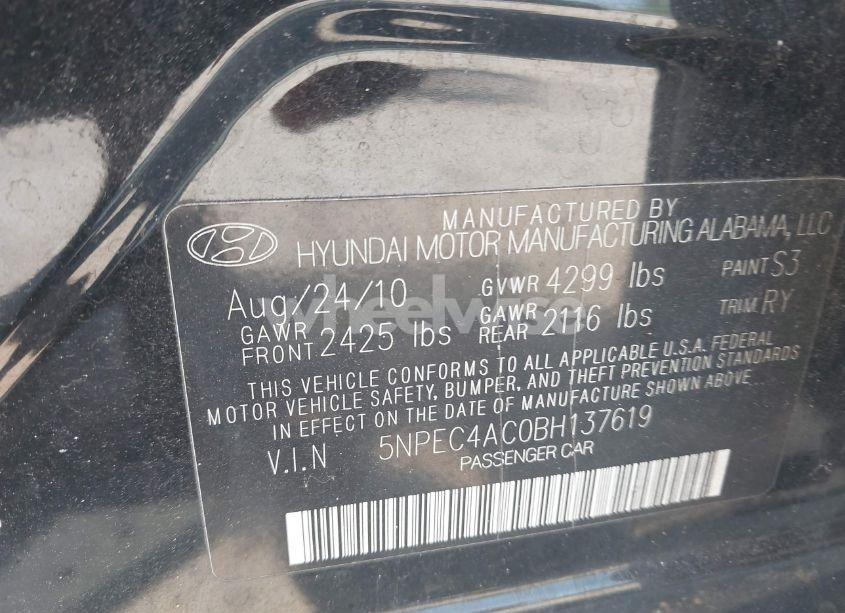 MANUFACTURED BY
HYUNDAI MOTOR MANUFACTURING ALABAMA, LLC
Aug/24/10 GVWR 4299 lbs PAINT S3
GAWR FRONT 2425 lbs GAWR REAR 2116 lbs TRIM RY
THIS VEHICLE CONFORMS TO ALL APPLICABLE U.S.A. FEDERAL
MOTOR VEHICLE SAFETY, BUMPER, AND THEFT PREVENTION STANDARDS
IN EFFECT ON THE DATE OF MANUFACTURE SHOWN ABOVE
V.I.N 5NPEC4AC0BH137619
PASSENGER CAR
wheelwise